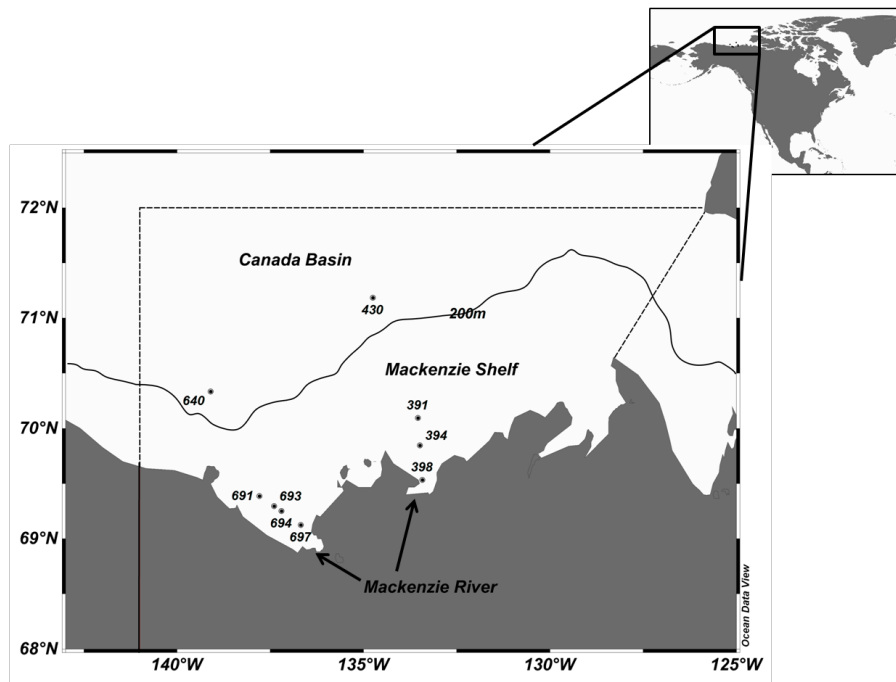 72°N
Canada Basin
430
200m
71°N
Mackenzie Shelf
640
391
70°N
394
398
691
693
694
69°N
697
Mackenzie River
Ocean Data View
68°N
140°W
135°W
130°W
125°W